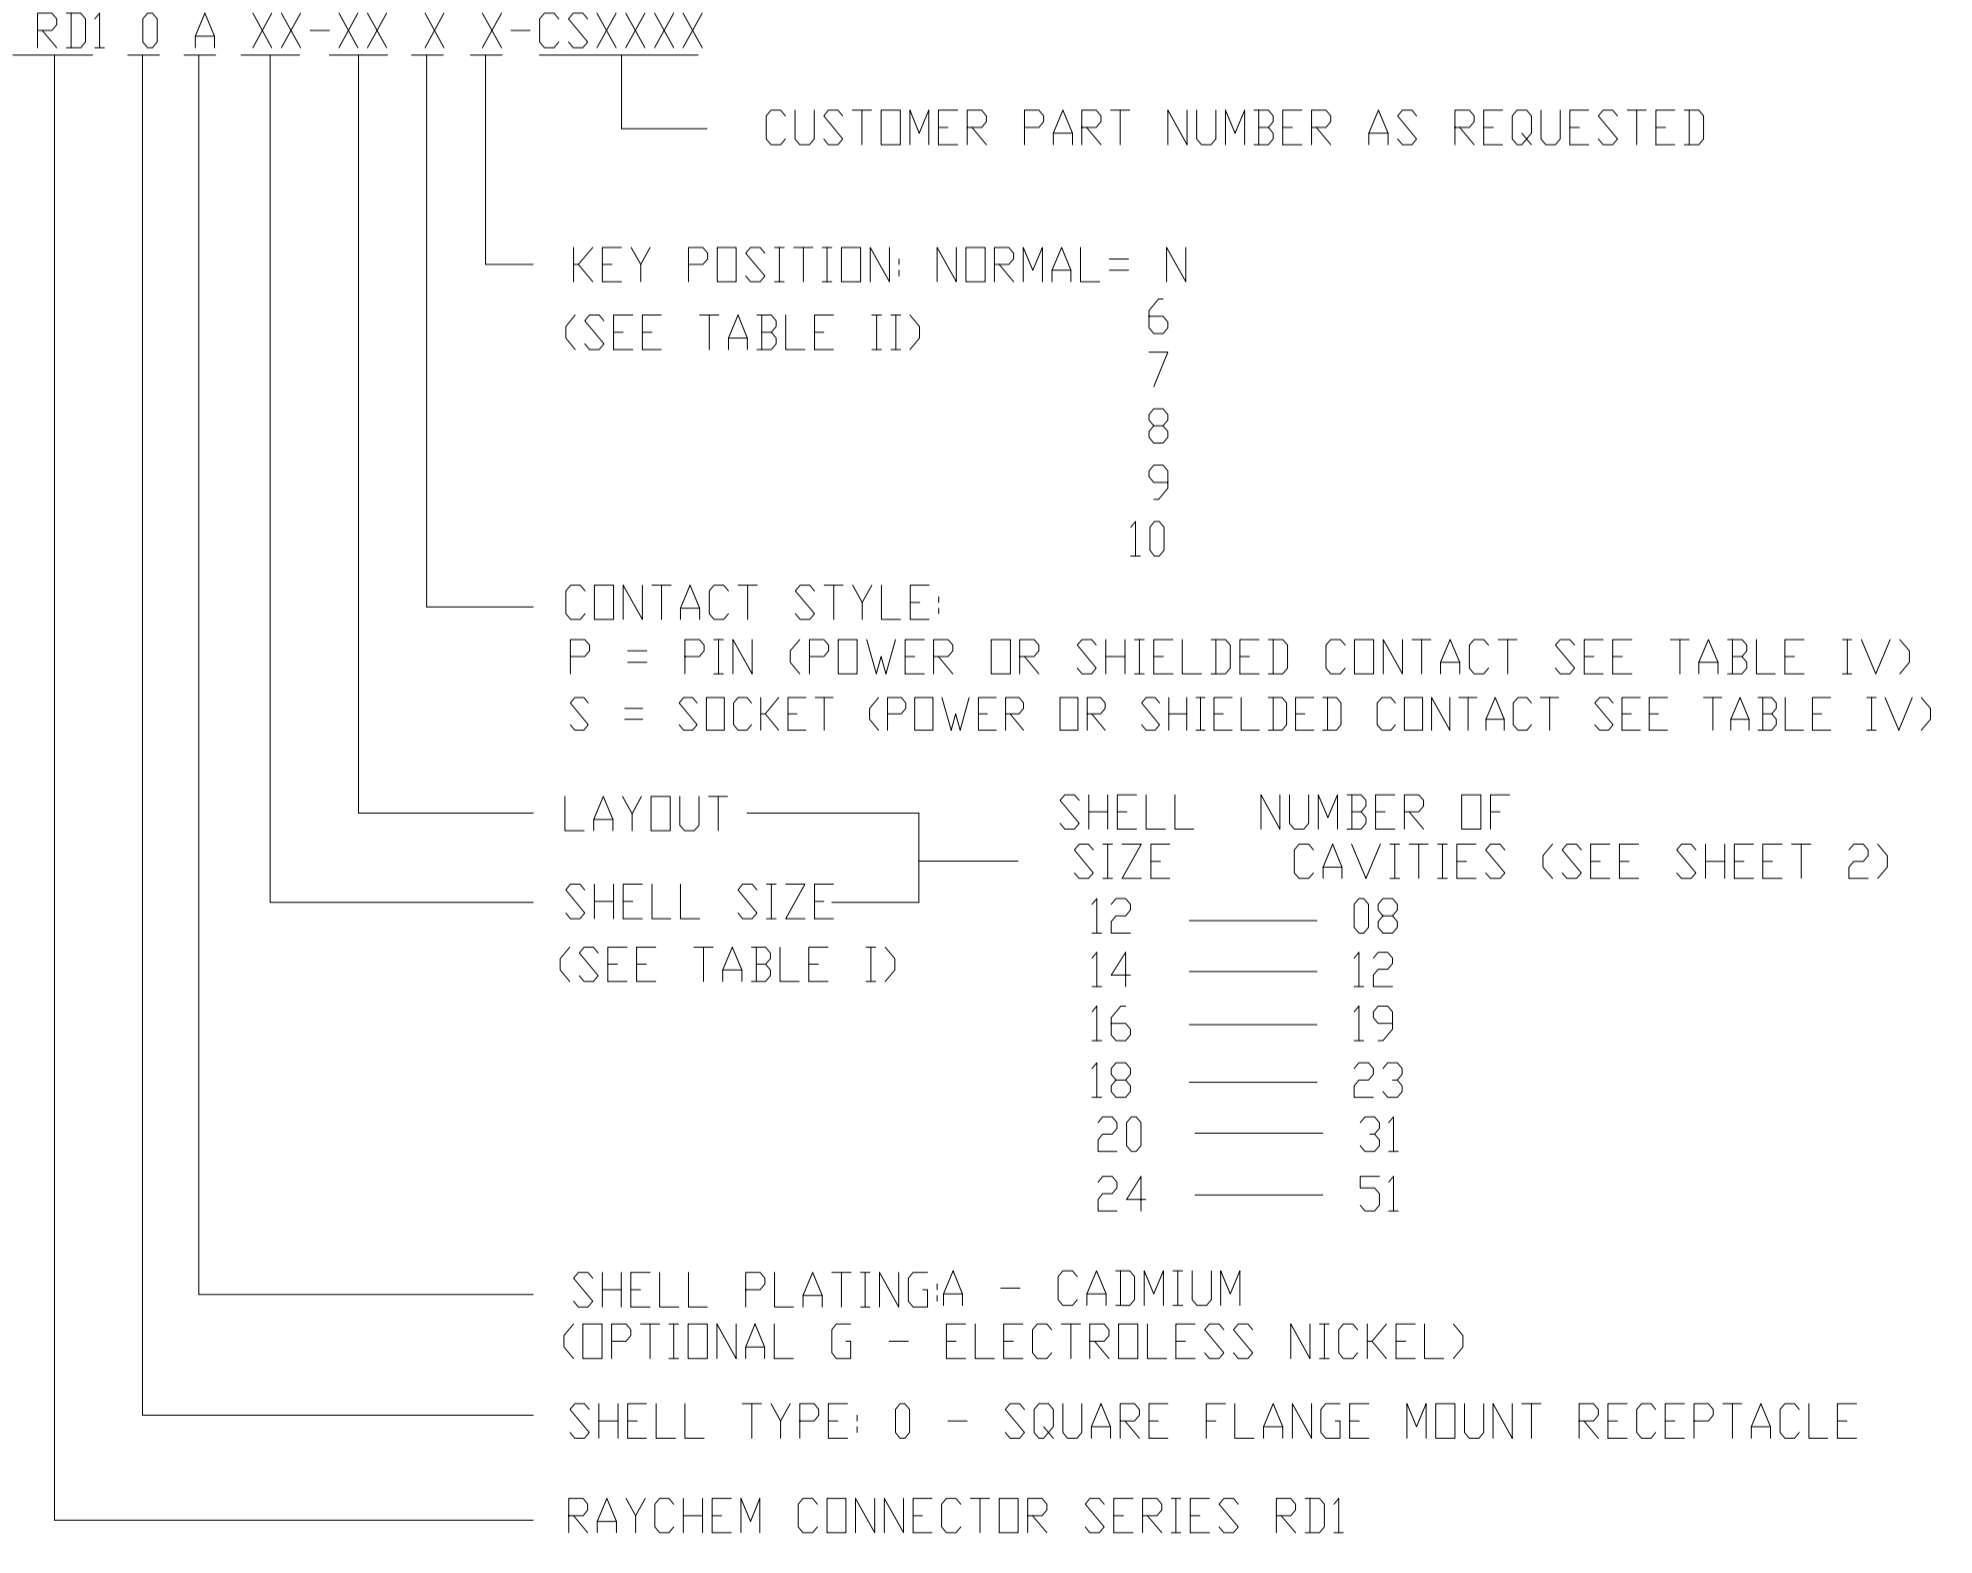 RD1 0 A XX-XX X X-CSXXXX
CUSTOMER PART NUMBER AS REQUESTED
KEY POSITION: NORMAL= N
(SEE TABLE II)
6
7
8
9
10
CONTACT STYLE:
P = PIN (POWER OR SHIELDED CONTACT SEE TABLE IV)
S = SOCKET (POWER OR SHIELDED CONTACT SEE TABLE IV)
LAYOUT
SHELL SIZE
(SEE TABLE I)
SHELL NUMBER OF
SIZE CAVITIES (SEE SHEET 2)
12 08
14 12
16 19
18 23
20 31
24 51
SHELL PLATING:A - CADMIUM
(OPTIONAL G - ELECTROLESS NICKEL)
SHELL TYPE: 0 - SQUARE FLANGE MOUNT RECEPTACLE
RAYCHEM CONNECTOR SERIES RD1